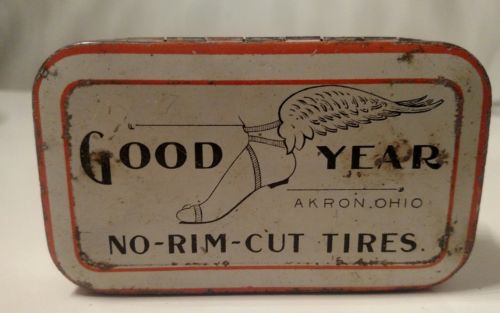 GOOD YEAR
AKRON, OHIO
NO-RIM-CUT TIRES.